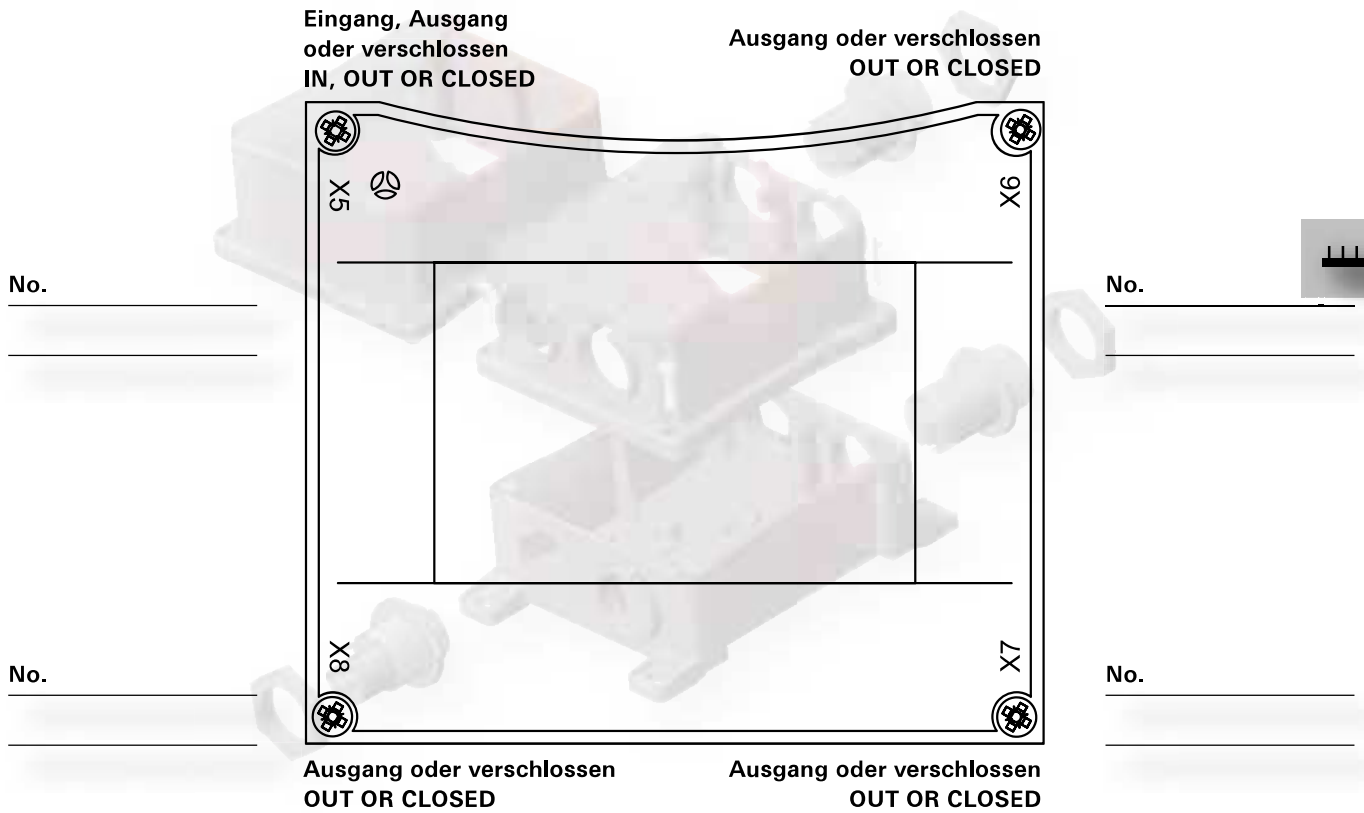 Eingang, Ausgang
oder verschlossen
IN, OUT OR CLOSED
Ausgang oder verschlossen
OUT OR CLOSED
X5
X6
No.
No.
X8
X7
No.
No.
Ausgang oder verschlossen
OUT OR CLOSED
Ausgang oder verschlossen
OUT OR CLOSED